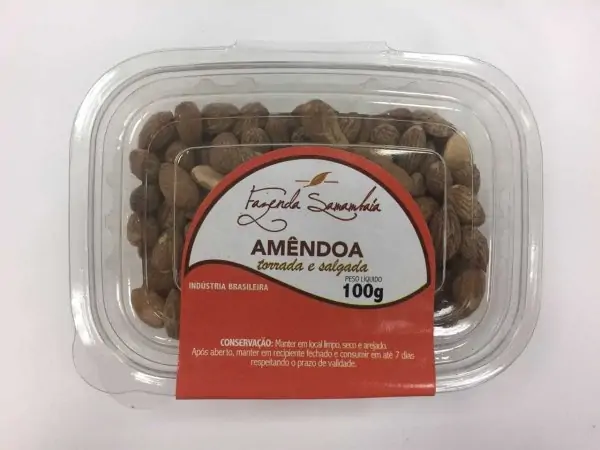 Fazenda Samambaia
AMÊNDOA
torrada e salgada
PESO LÍQUIDO
100g
INDÚSTRIA BRASILEIRA
CONSERVAÇÃO: Manter em local limpo, seco e arejado.
Após aberto, manter em recipiente fechado e consumir em até 7 dias
respeitando o prazo de validade.